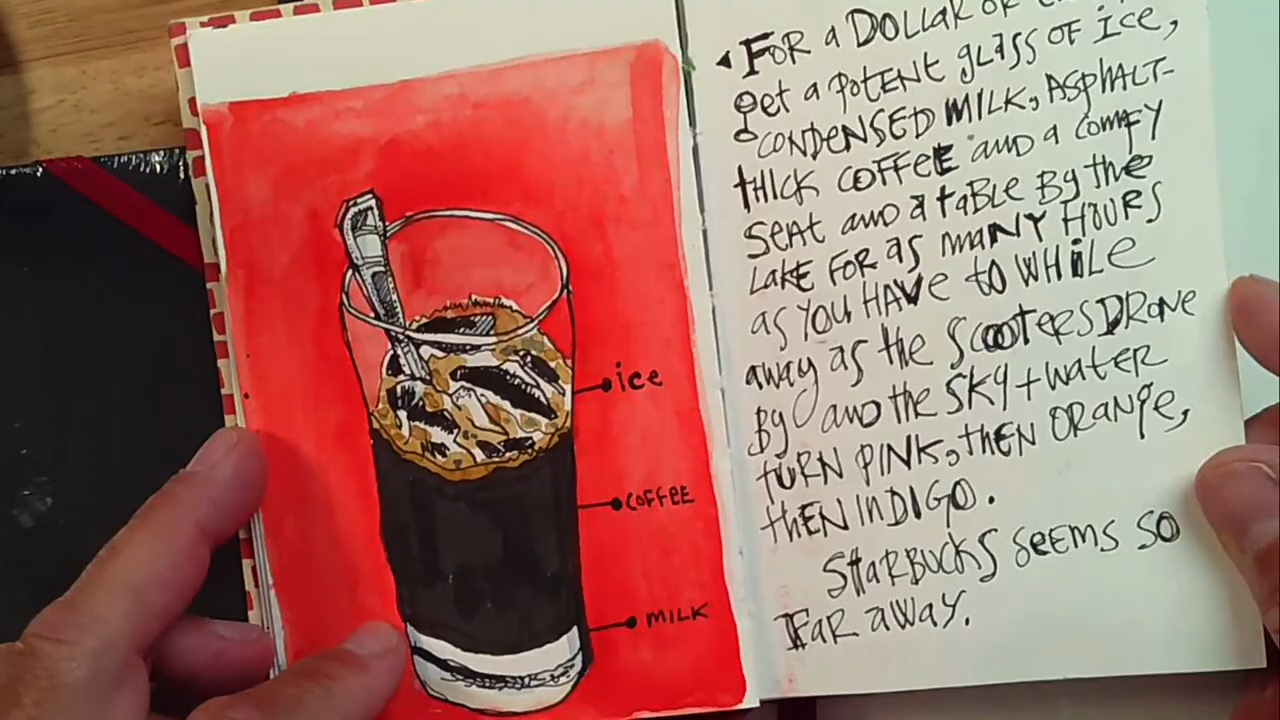 ice
COFFEE
MILK
FOR a DOLLAR OR
get a POTENT glass OF ice,
CONDENSED MILK, ASPHALT-
THICK COFFEE and a COMFY
SEAT and a TABLE BY the
LAKE FOR as MANY HOURS
as YOU HAVE to WHILE
away as the SCOOTERS DRONE
By and the SKY + WATER
TURN PINK, THEN ORANGE,
THEN INDIGO.
STARBUCKS SEEMS SO
FaR aWay.